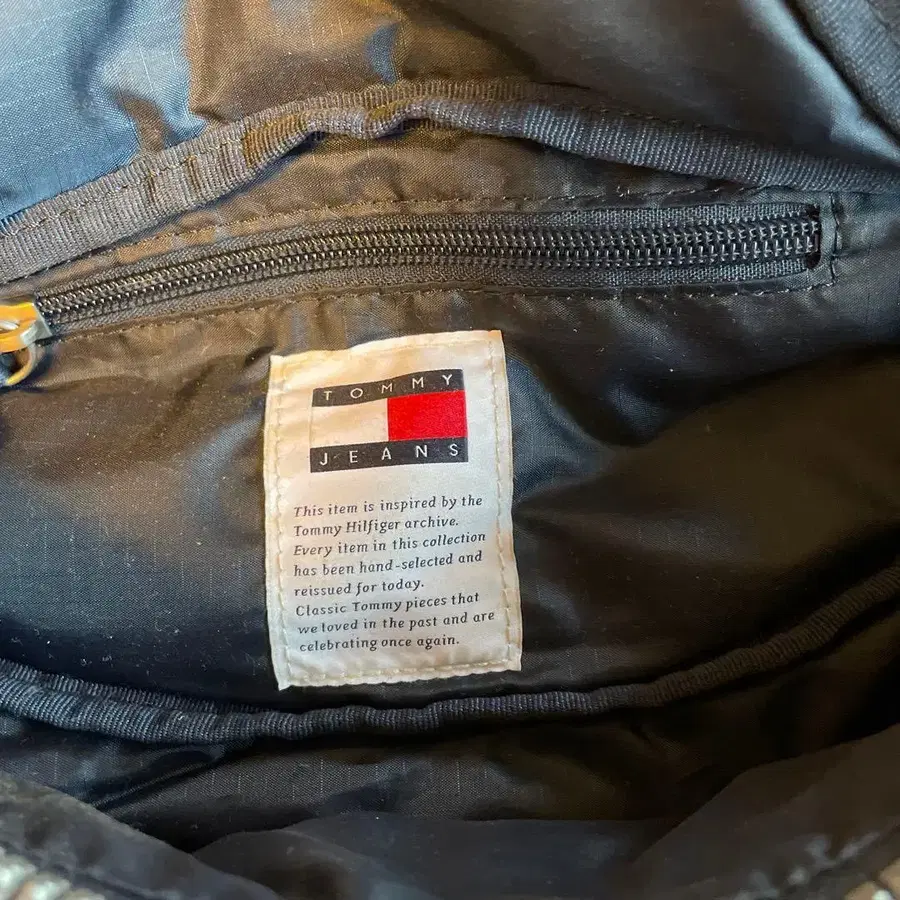 TOMMY
JEANS
This item is inspired by the
Tommy Hilfiger archive.
Every item in this collection
has been hand-selected and
reissued for today.
Classic Tommy pieces that
we loved in the past and are
celebrating once again.